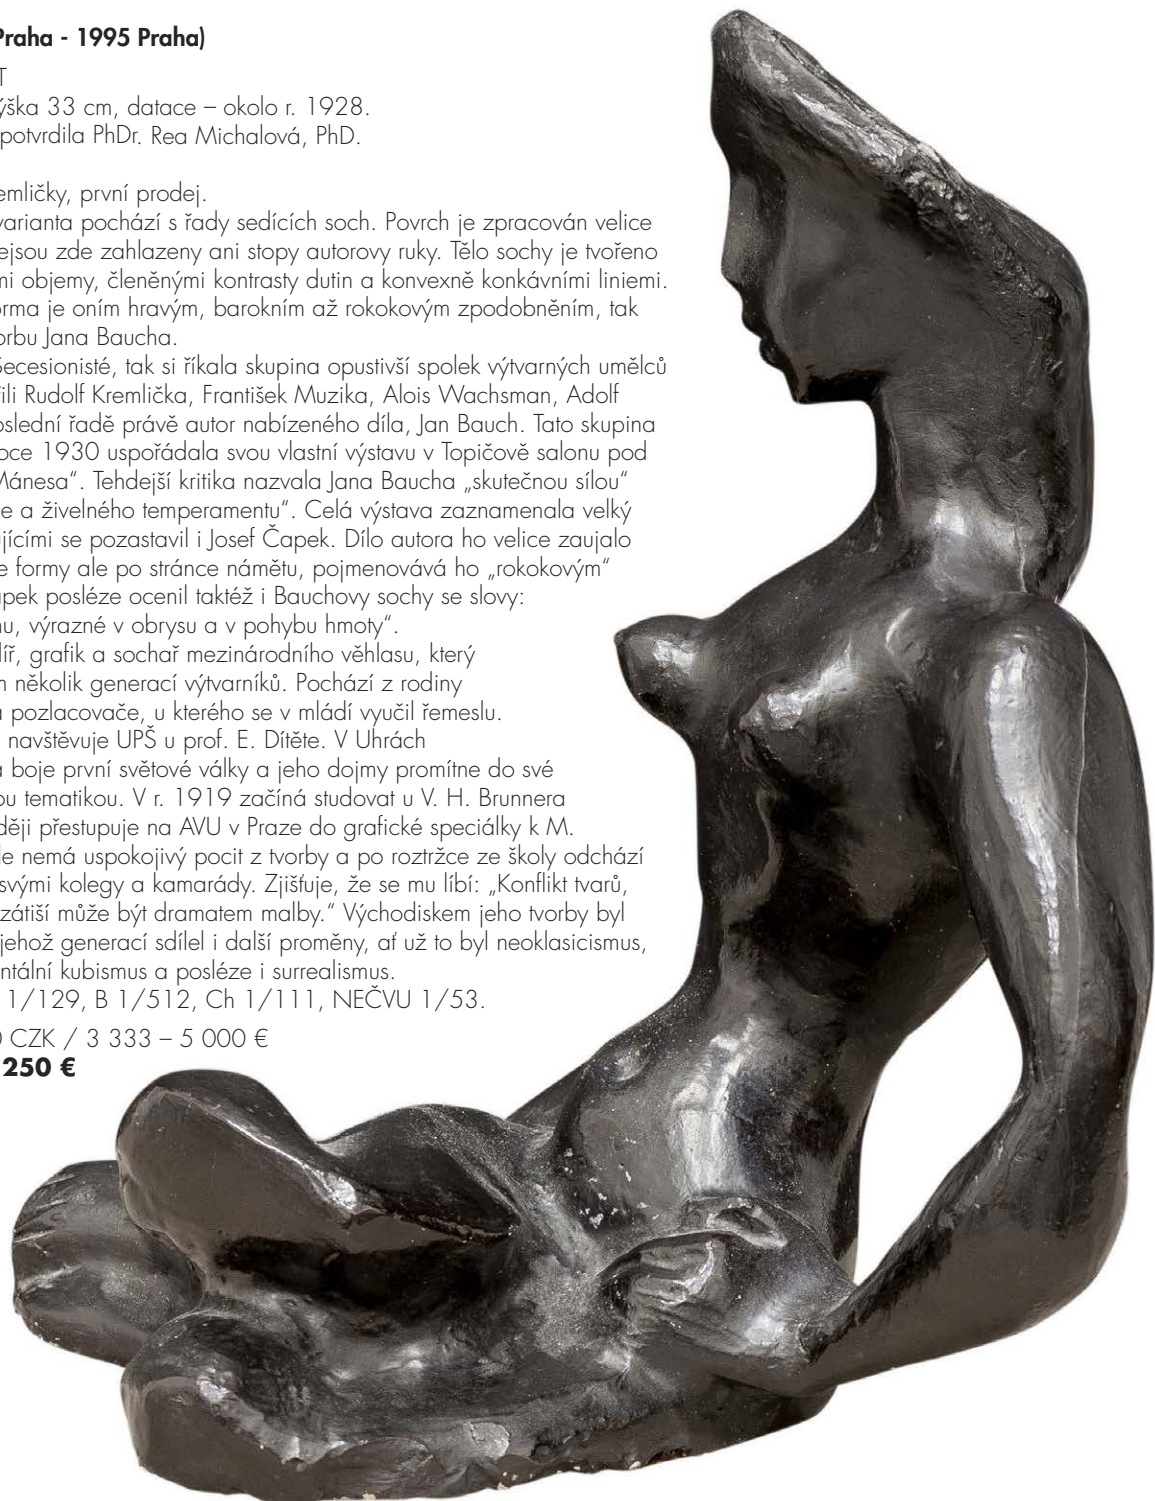 Praha - 1995 Praha)
T
ýška 33 cm, datace – okolo r. 1928.
potvrdila PhDr. Rea Michalová, PhD.
emličky, první prodej.
varianta pochází s řady sedících soch. Povrch je zpracován velice
ejsou zde zahlazeny ani stopy autorovy ruky. Tělo sochy je tvořeno
mi objemy, členěnými kontrasty dutin a konvexně konkávními liniemi.
orma je oním hravým, barokním až rokokovým zpodobněním, tak
orbu Jana Baucha.
Secesionisté, tak si říkala skupina opustivší spolek výtvarných umělců
řili Rudolf Kremlička, František Muzika, Alois Wachsman, Adolf
oslední řadě právě autor nabízeného díla, Jan Bauch. Tato skupina
oce 1930 uspořádala svou vlastní výstavu v Topičově salonu pod
Mánesa“. Tehdejší kritika nazvala Jana Baucha „skutečnou sílou“
e a živelného temperamentu“. Celá výstava zaznamenala velký
ujícími se pozastavil i Josef Čapek. Dílo autora ho velice zaujalo
e formy ale po stránce námětu, pojmenovává ho „rokokovým“
apek posléze ocenil taktéž i Bauchovy sochy se slovy:
mu, výrazné v obrysu a v pohybu hmoty“.
líř, grafik a sochař mezinárodního věhlasu, který
m několik generací výtvarníků. Pochází z rodiny
a pozlacovače, u kterého se v mládí vyučil řemeslu.
navštěvuje UPŠ u prof. E. Dítěte. V Uhrách
a boje první světové války a jeho dojmy promítne do své
ou tematikou. V r. 1919 začíná studovat u V. H. Brunnera
ději přestupuje na AVU v Praze do grafické speciálky k M.
le nemá uspokojivý pocit z tvorby a po roztržce ze školy odchází
svými kolegy a kamarády. Zjišťuje, že se mu líbí: „Konflikt tvarů,
zátiší může být dramatem malby.“ Východiskem jeho tvorby byl
jehož generací sdílel i další proměny, ať už to byl neoklasicismus,
ntální kubismus a posléze i surrealismus.
1/129, B 1/512, Ch 1/111, NEČVU 1/53.
0 CZK / 3 333 – 5 000 €
250 €